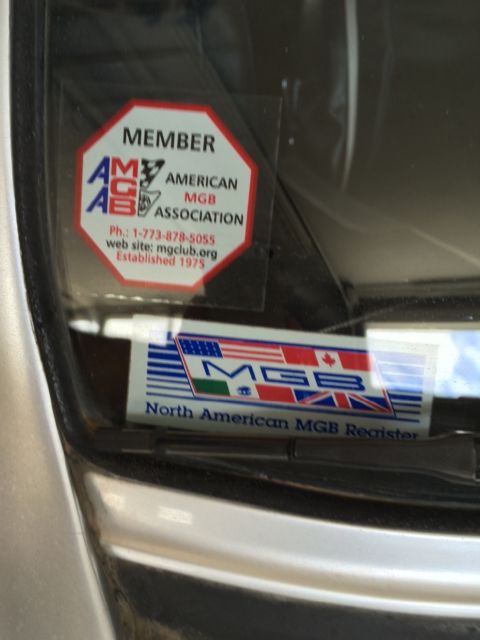 MEMBER
AMGBA
AMERICAN
MGB
ASSOCIATION
Ph.: 1-773-878-5055
web site: mgclub.org
Established 1975
MGB
North American MGB Register